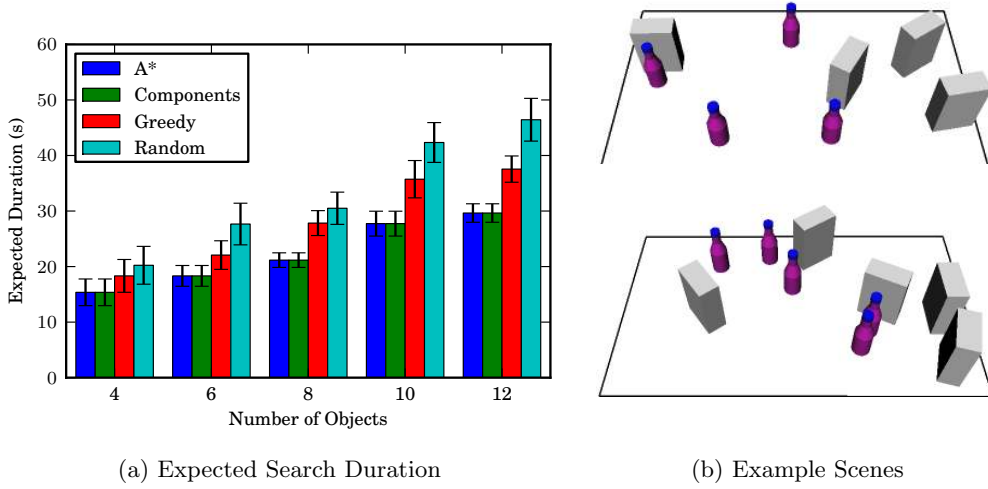 60
50
40
30
20
10
0
Expected Duration (s)
A*
Components
Greedy
Random
4 6 8 10 12
Number of Objects
(a) Expected Search Duration
(b) Example Scenes